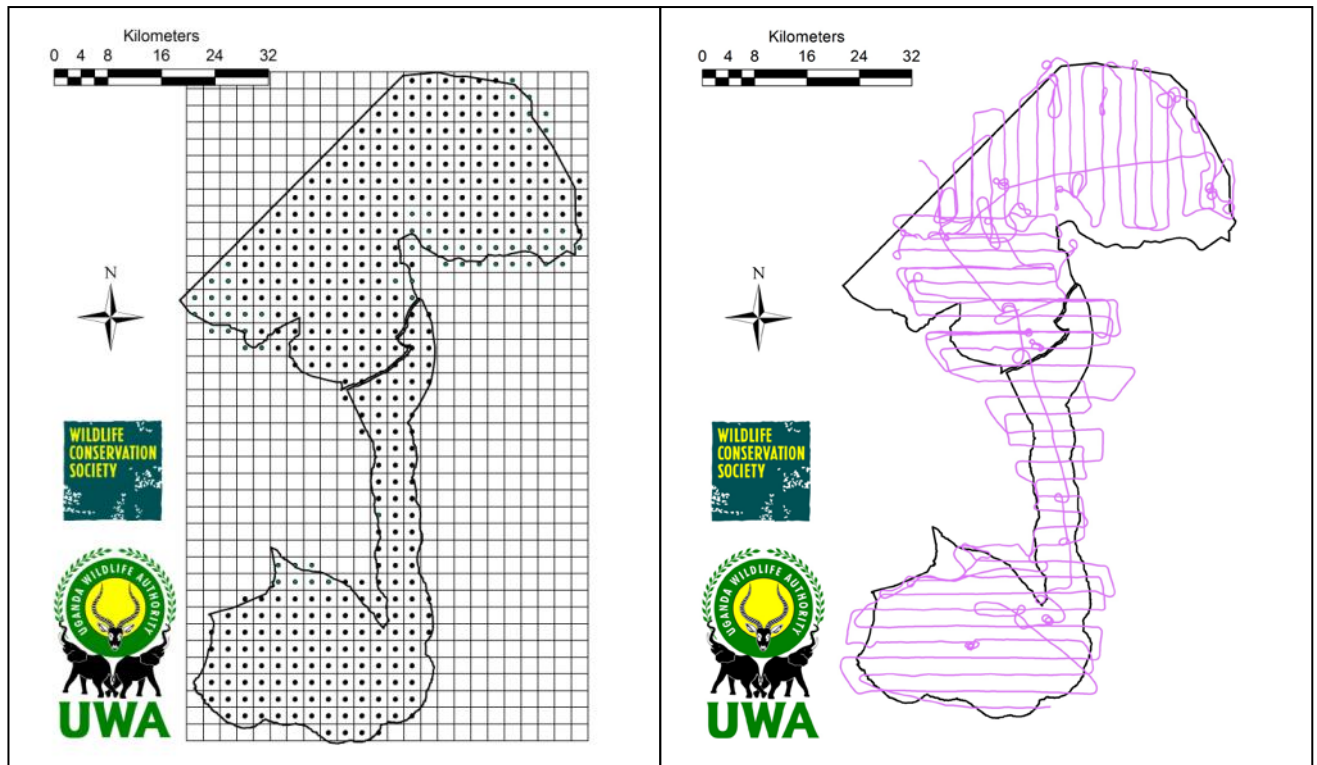 Kilometers
0 4 8 16 24 32
N
WILDLIFE
CONSERVATION
SOCIETY
UGANDA WILDLIFE AUTHORITY
UWA
Kilometers
0 4 8 16 24 32
N
WILDLIFE
CONSERVATION
SOCIETY
UGANDA WILDLIFE AUTHORITY
UWA